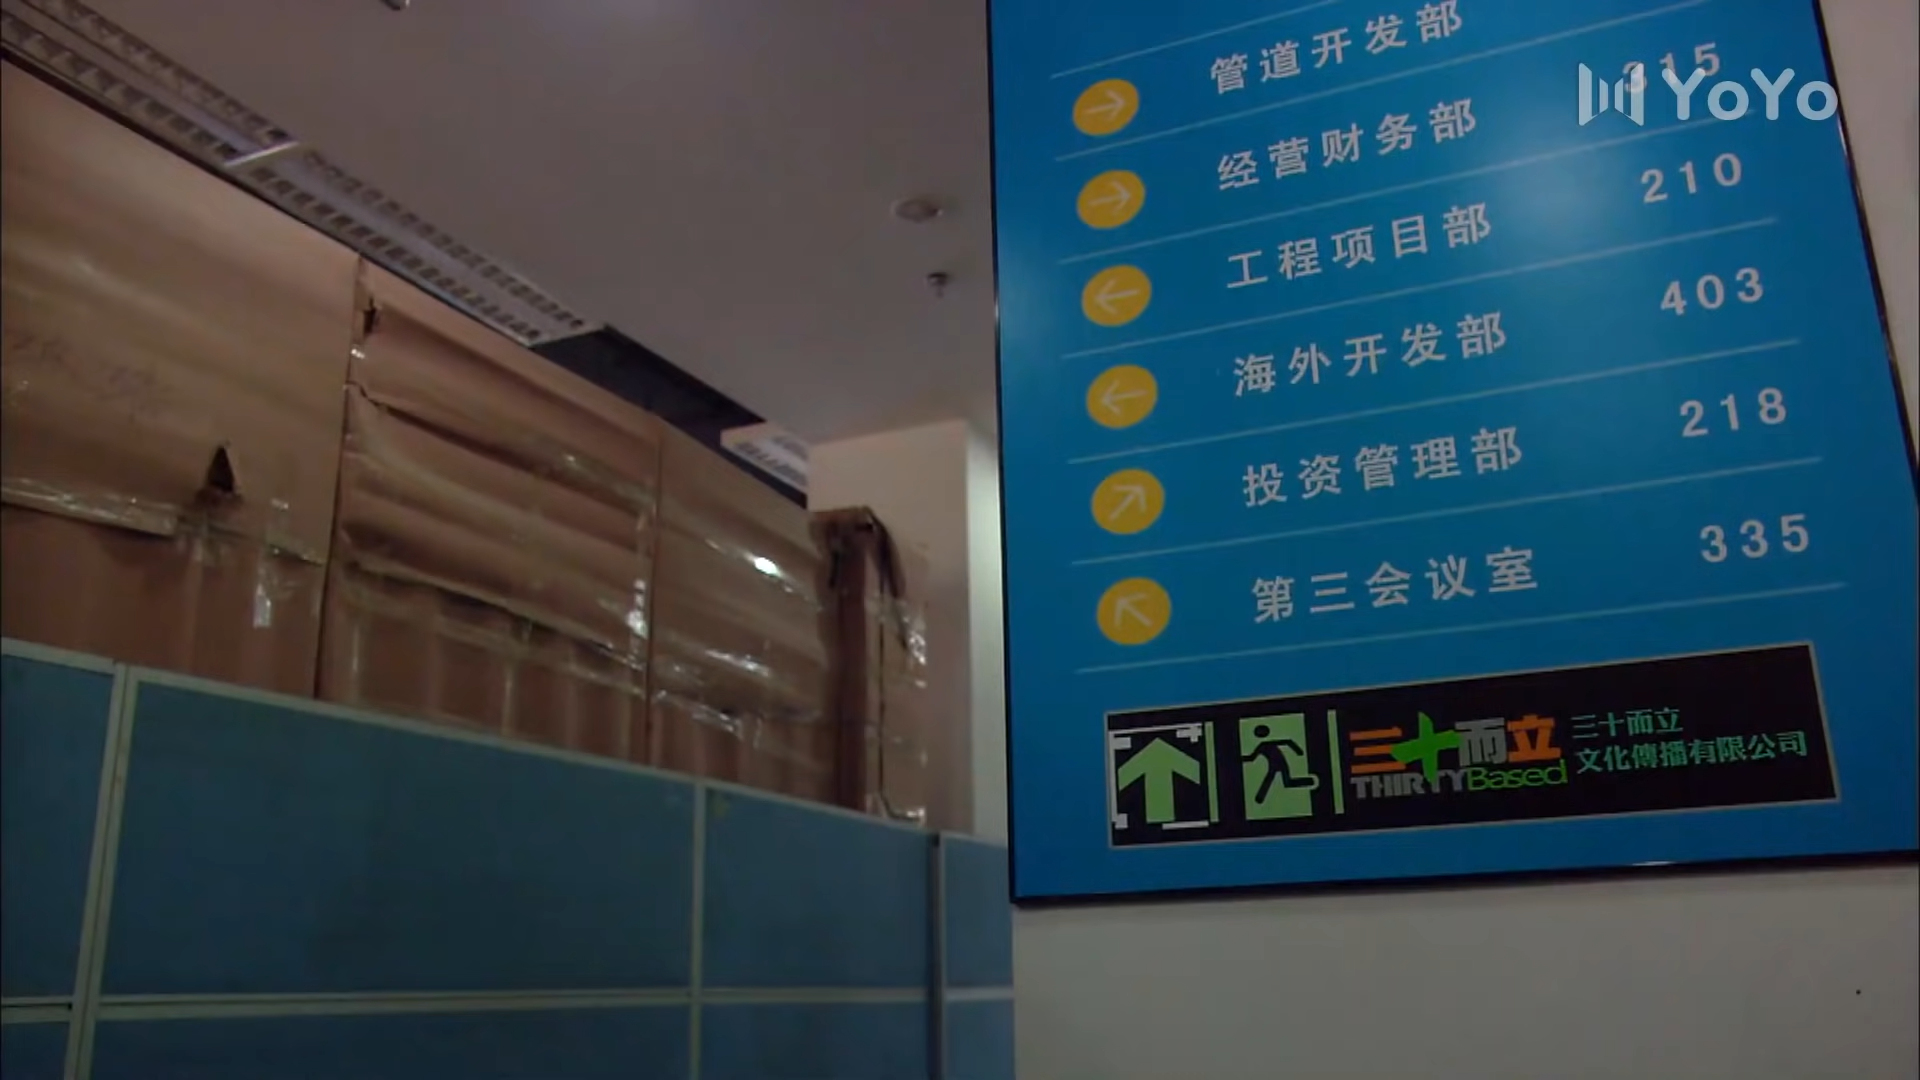 管道开发部
经营财务部 315
工程项目部 210
海外开发部 403
投资管理部 218
第三会议室 335
三十而立 三十而立
THIRTYBased 文化傳播有限公司
YoYo